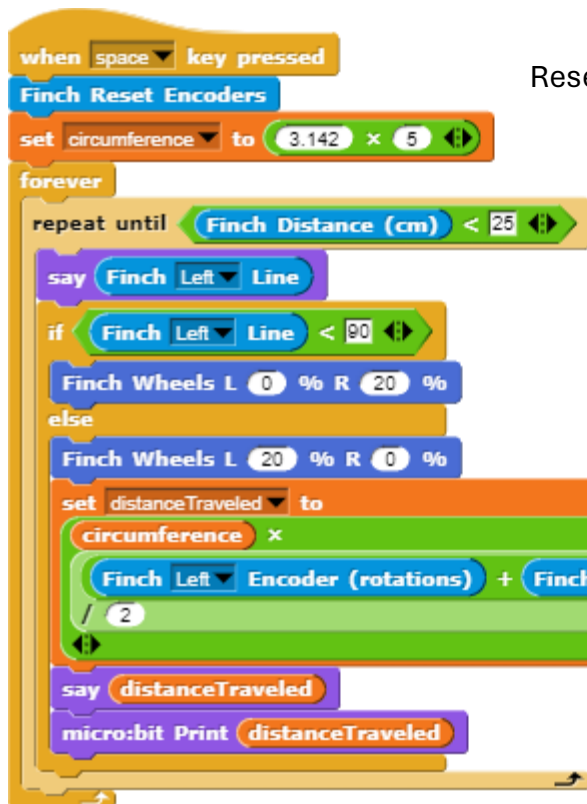 when space key pressed
Rese
Finch Reset Encoders
set circumference to 3.142 × 5
forever
repeat until Finch Distance (cm) < 25
say Finch Left Line
if Finch Left Line < 90
Finch Wheels L 0 % R 20 %
else
Finch Wheels L 20 % R 0 %
set distanceTraveled to
circumference ×
Finch Left Encoder (rotations) + Finch
/ 2
say distanceTraveled
micro:bit Print distanceTraveled